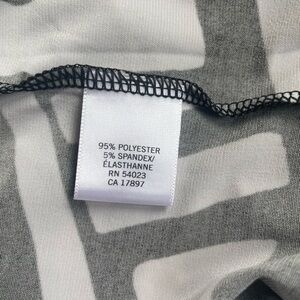 95% POLYESTER
5% SPANDEX/
ÉLASTHANNE
RN 54023
CA 17897